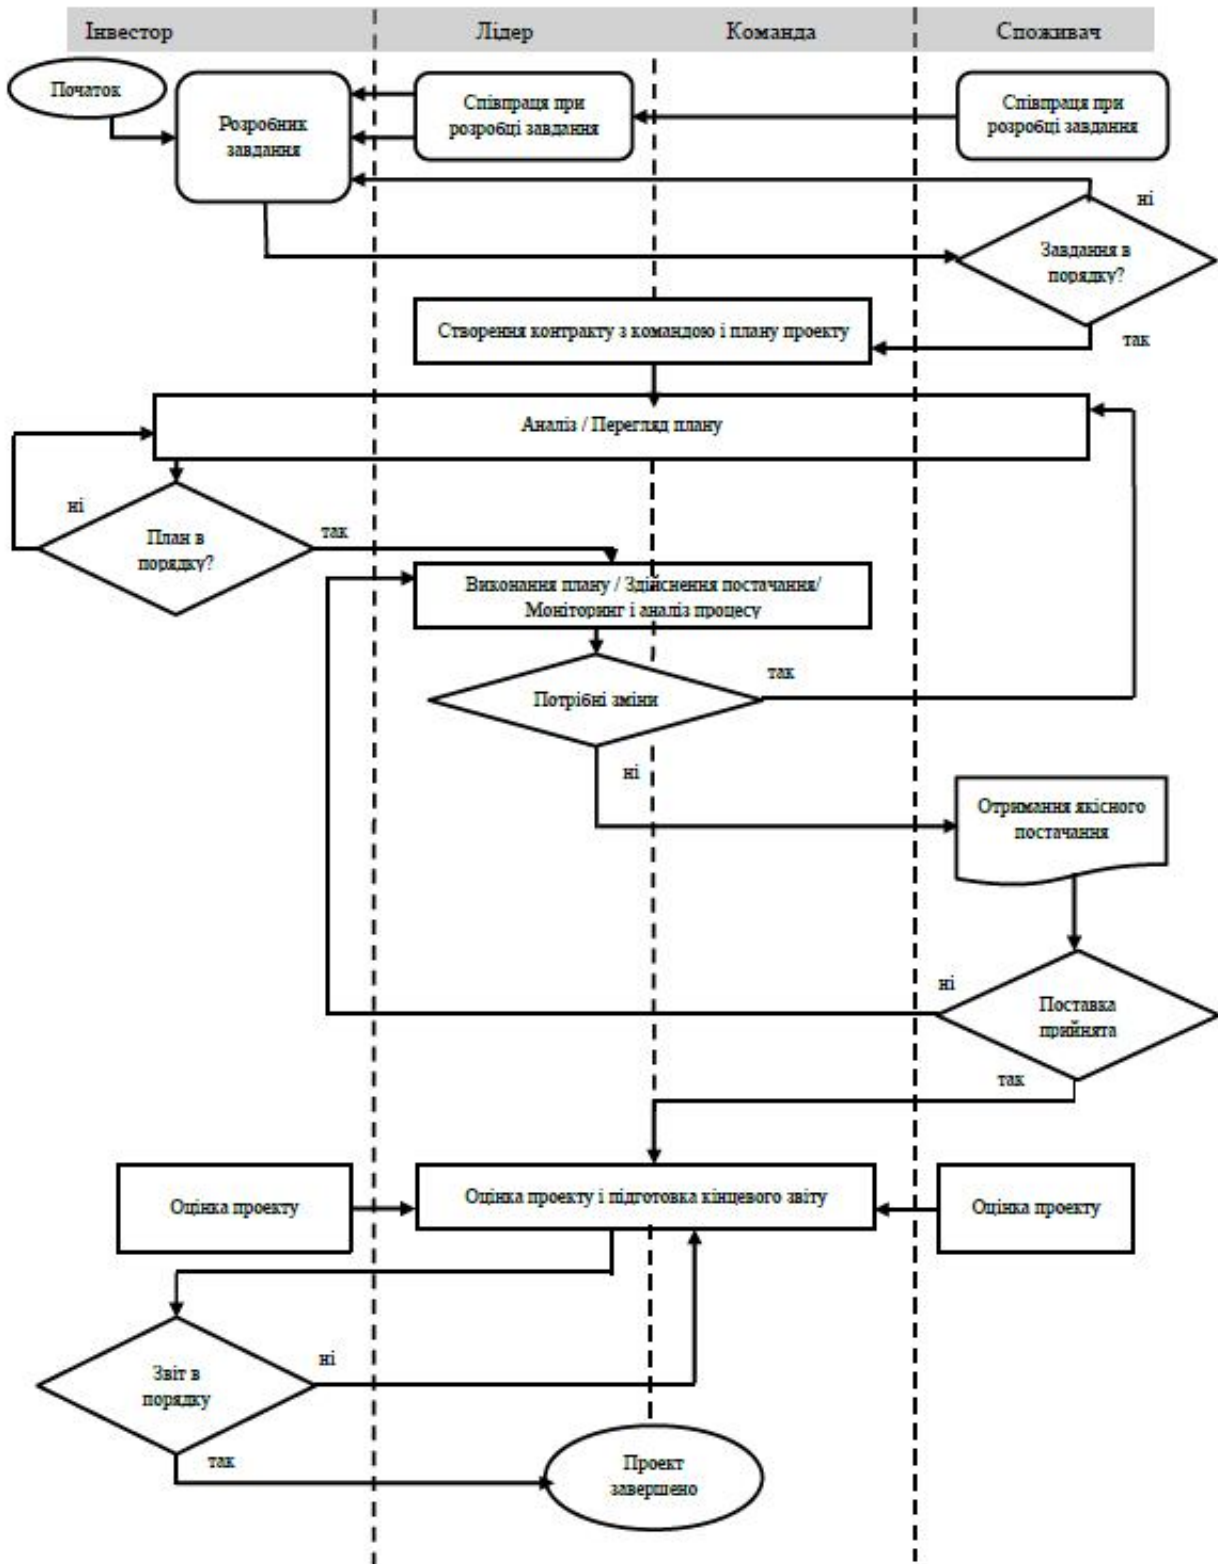 Інвестор Лідер Команда Споживач
Початок
Розробник
завдання
Співпраця при
розробці завдання
Співпраця при
розробці завдання
ні
Завдання в
порядку?
так
Створення контракту з командою і плану проекту
Аналіз / Перегляд плану
ні
План в
порядку?
так
Виконання плану / Здійснення постачання/
Моніторинг і аналіз процесу
Потрібні зміни
так
ні
Отримання якісного
постачання
ні
Поставка
прийнята
так
Оцінка проекту
Оцінка проекту і підготовка кінцевого звіту
Оцінка проекту
Звіт в
порядку
ні
так
Проект
завершено